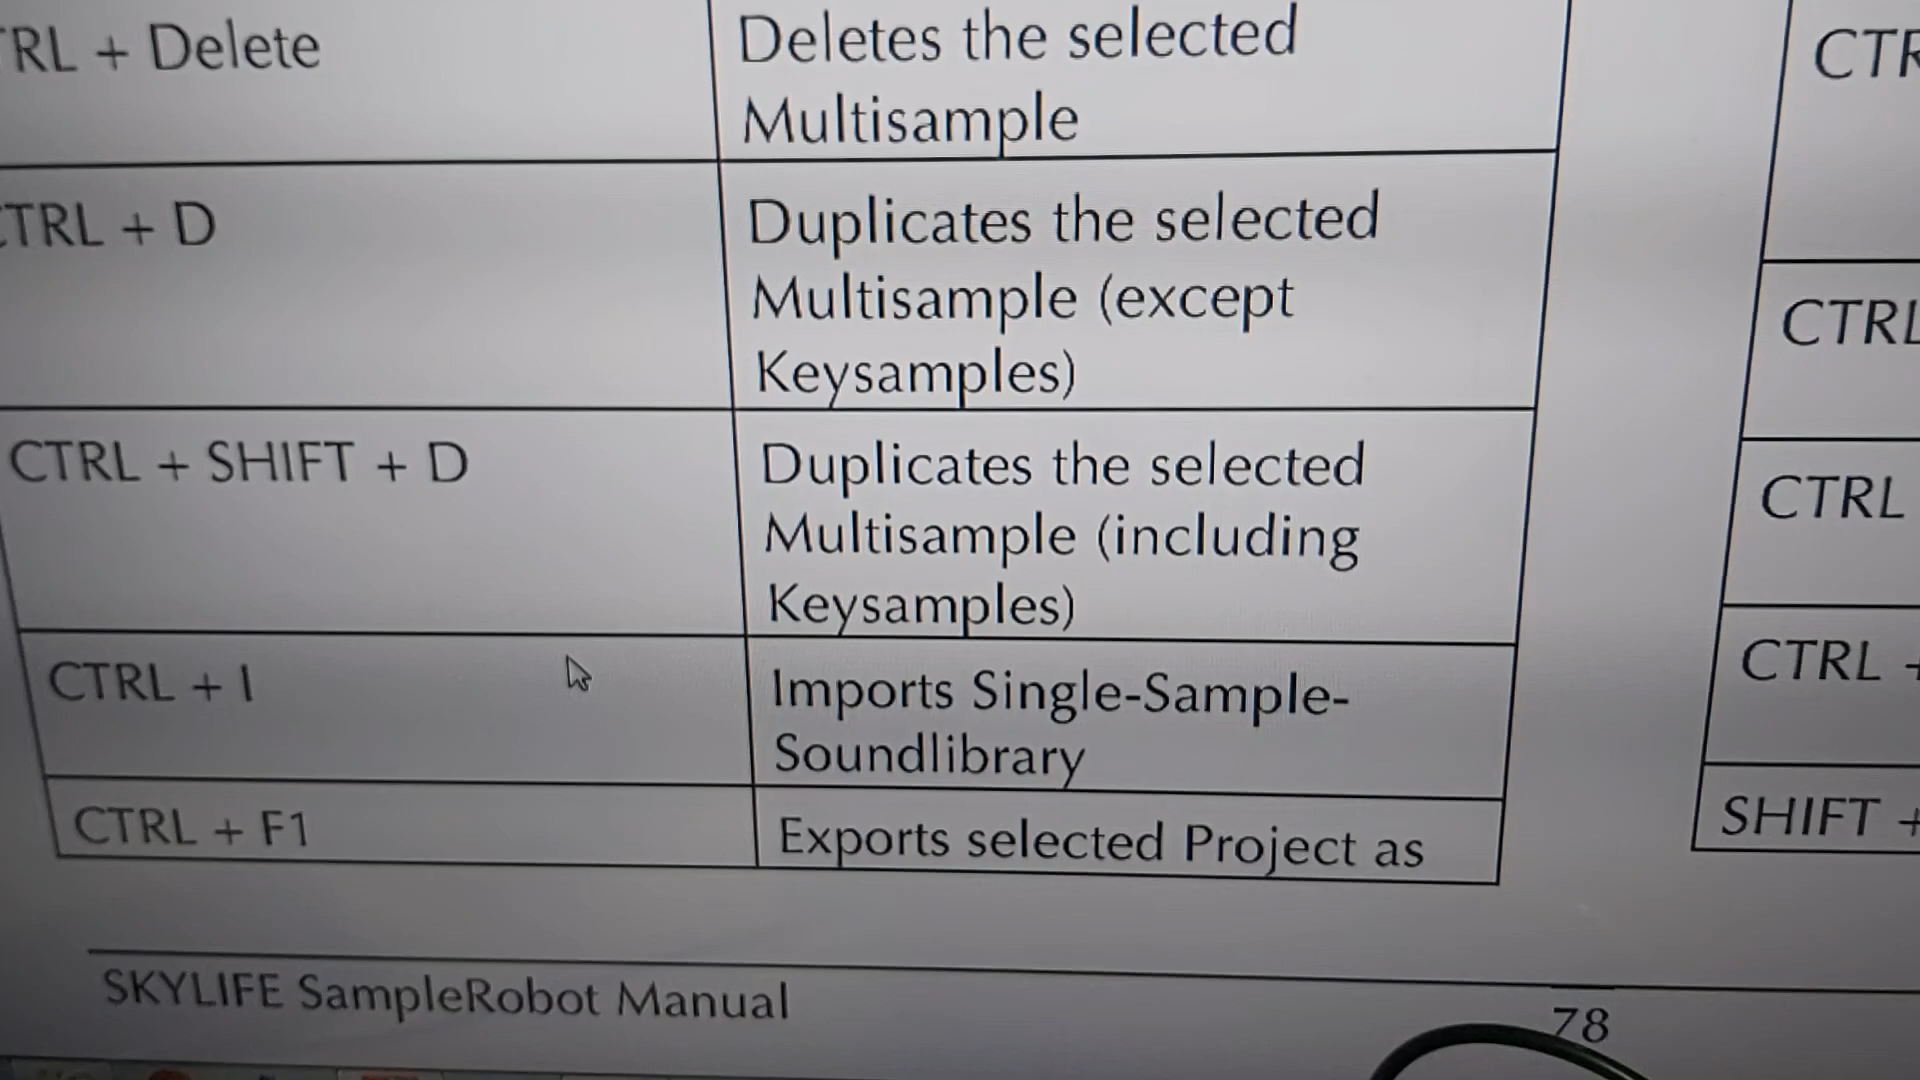 RL + Delete
Deletes the selected
Multisample
CTRL + D
Duplicates the selected
Multisample (except
Keysamples)
CTRL + SHIFT + D
Duplicates the selected
Multisample (including
Keysamples)
CTRL + I
Imports Single-Sample-
Soundlibrary
CTRL + F1
Exports selected Project as
CTR
CTRL
CTRL
CTRL +
SHIFT +
SKYLIFE SampleRobot Manual
78